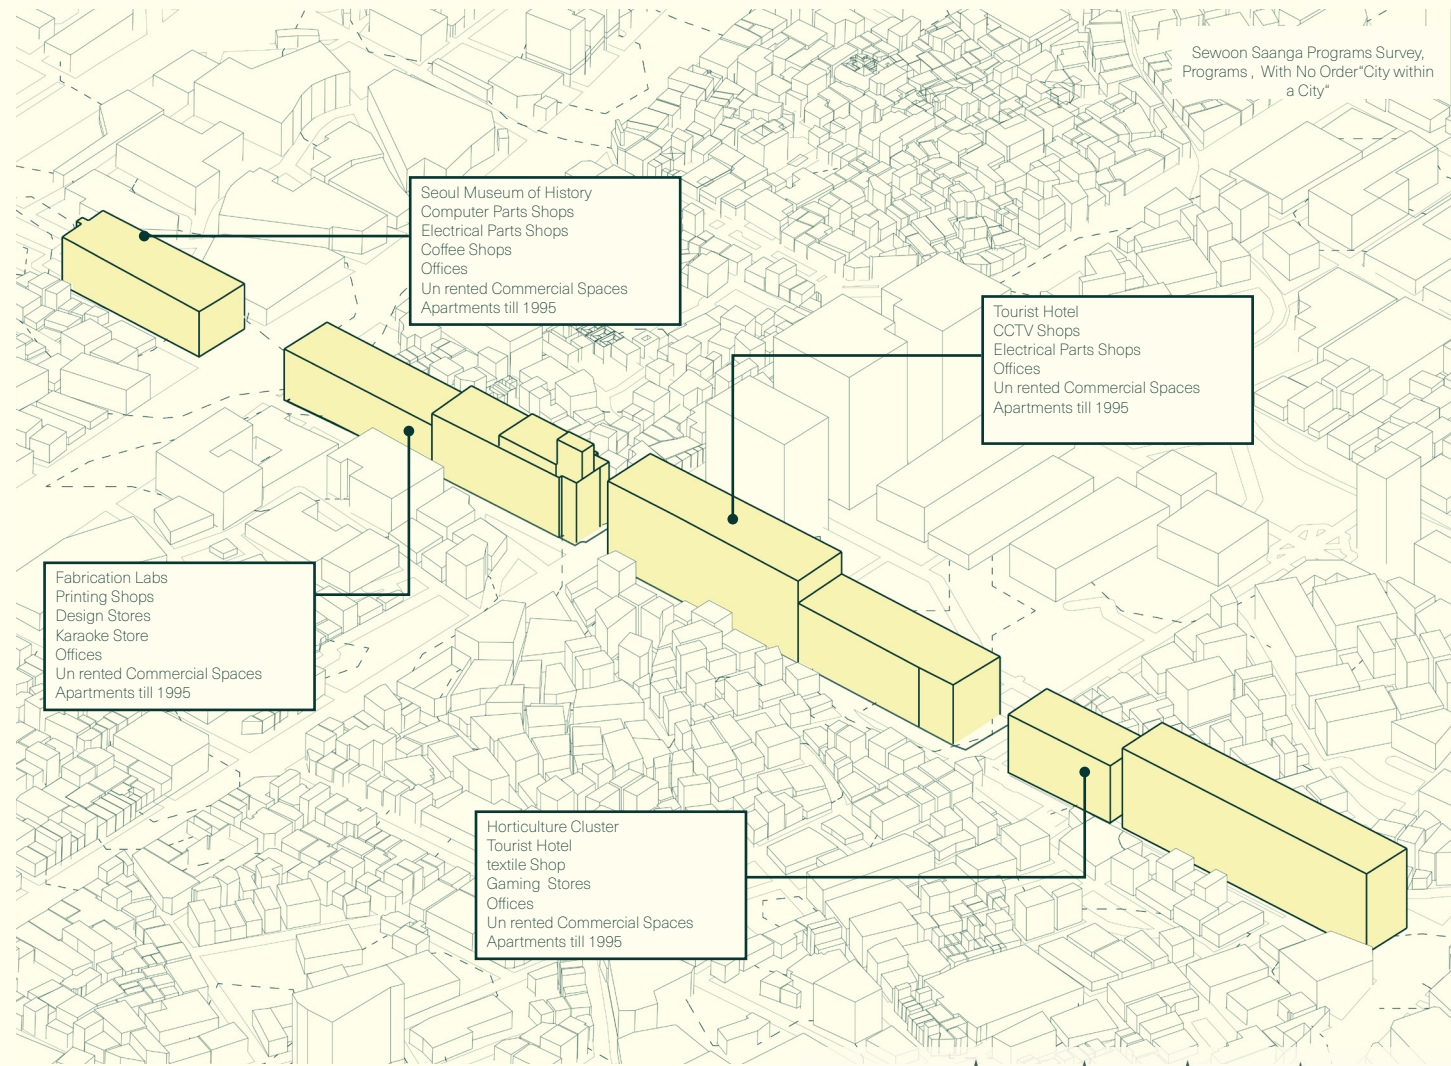 Sewoon Saanga Programs Survey,
Programs , With No Order"City within
a City"
Seoul Museum of History
Computer Parts Shops
Electrical Parts Shops
Coffee Shops
Offices
Un rented Commercial Spaces
Apartments till 1995
Tourist Hotel
CCTV Shops
Electrical Parts Shops
Offices
Un rented Commercial Spaces
Apartments till 1995
Fabrication Labs
Printing Shops
Design Stores
Karaoke Store
Offices
Un rented Commercial Spaces
Apartments till 1995
Horticulture Cluster
Tourist Hotel
textile Shop
Gaming  Stores
Offices
Un rented Commercial Spaces
Apartments till 1995